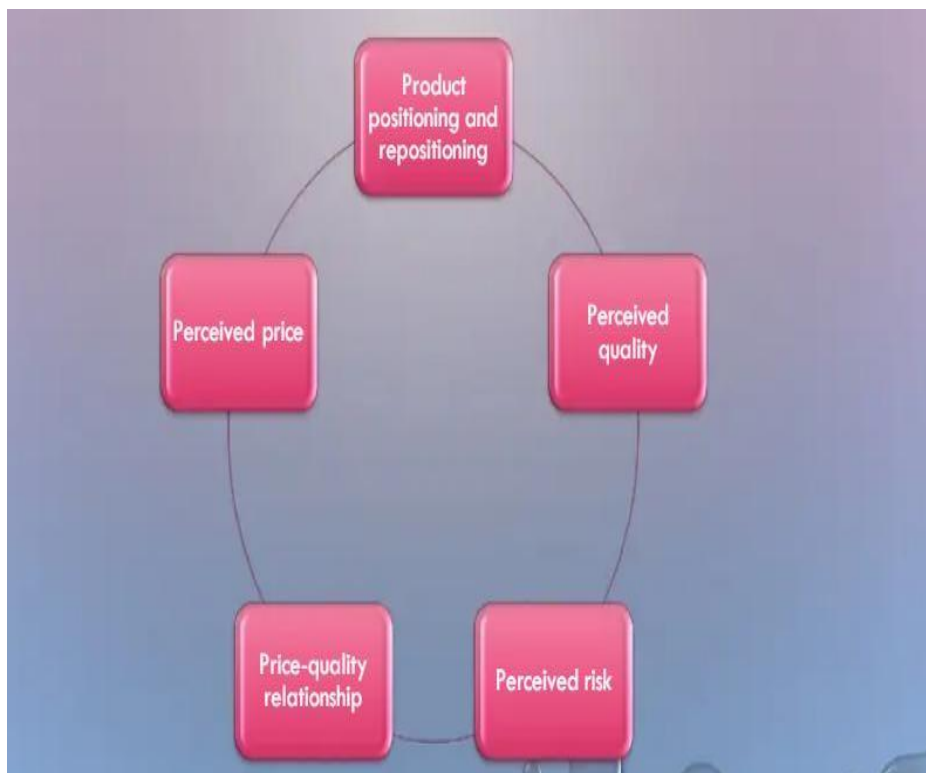 Product
positioning and
repositioning
Perceived price
Perceived
quality
Price-quality
relationship
Perceived risk